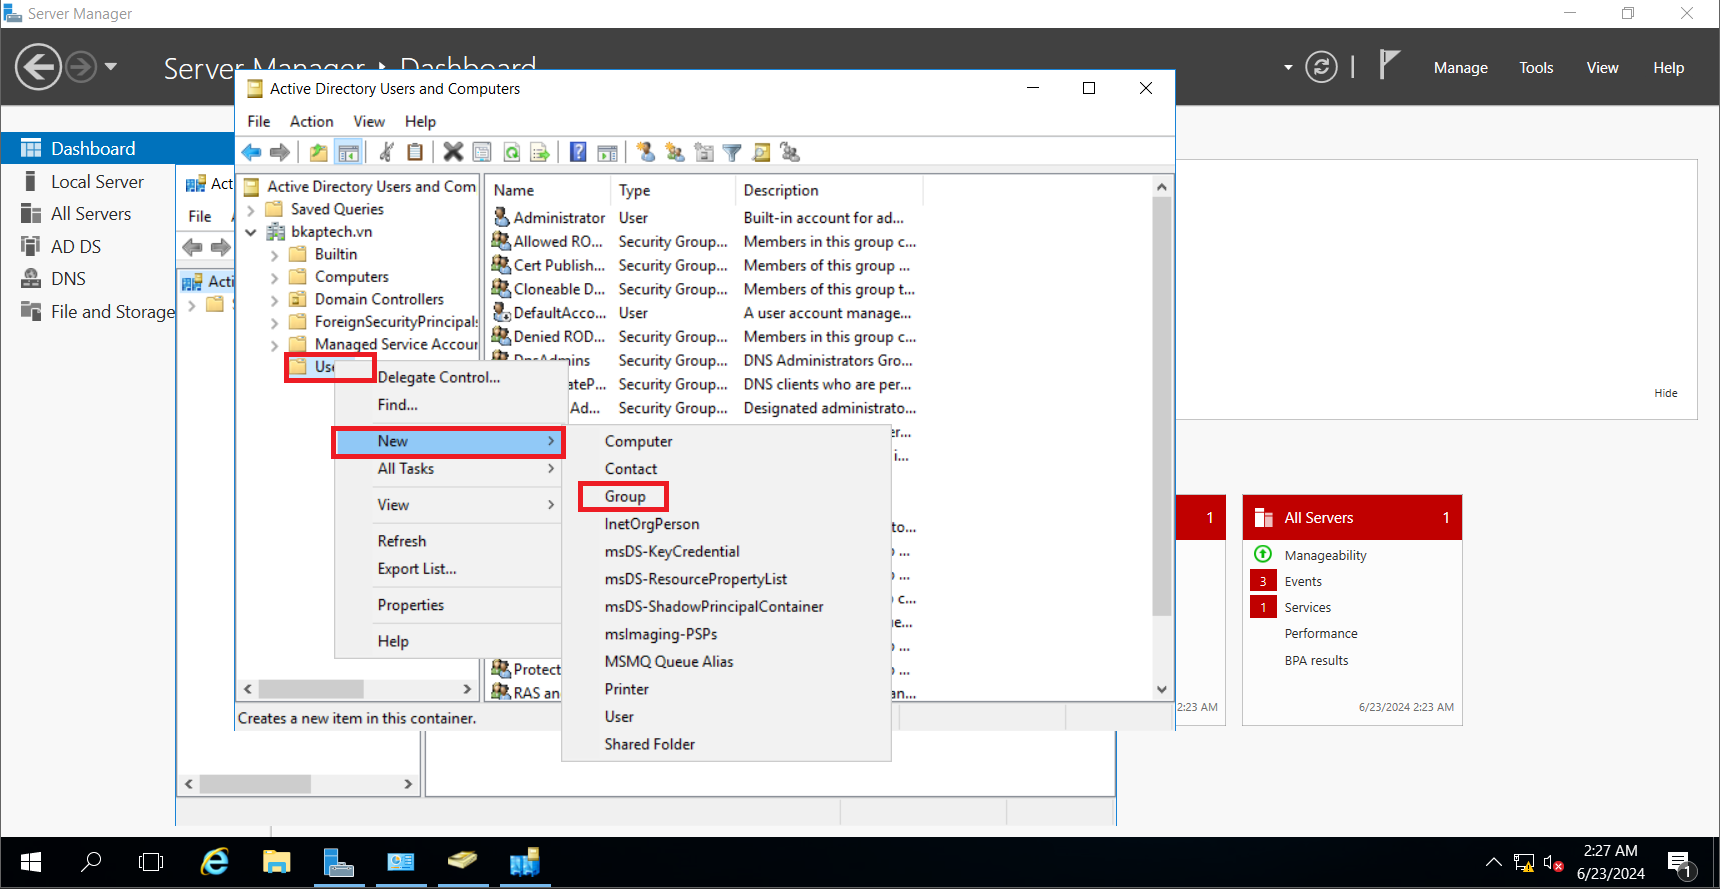 Server Manager
Server Manager Dashboard
Manage Tools View Help
Dashboard
Local Server
All Servers
AD DS
DNS
File and Storage
File
Active Directory Users and Computers
File Action View Help
Active Directory Users and Com
Saved Queries
bkaptech.vn
Builtin
Computers
Domain Controllers
ForeignSecurityPrincipals
Managed Service Accoun
Name Type Description
Administrator User Built-in account for ad...
Allowed RO... Security Group... Members in this group c...
Cert Publish... Security Group... Members of this group ...
Cloneable D... Security Group... Members of this group t...
DefaultAcco... User A user account manage...
Denied ROD... Security Group... Members in this group c...
DnsAdmins Security Group... DNS Administrators Gro...
ateP... Security Group... DNS clients who are per...
Ad... Security Group... Designated administrato...
Protect
RAS an
Delegate Control...
Find...
New
All Tasks
View
Refresh
Export List...
Properties
Help
Computer
Contact
Group
InetOrgPerson
msDS-KeyCredential
msDS-ResourcePropertyList
msDS-ShadowPrincipalContainer
msImaging-PSPs
MSMQ Queue Alias
Printer
User
Shared Folder
Creates a new item in this container.
Hide
1
2:23 AM
All Servers 1
Manageability
3 Events
1 Services
Performance
BPA results
6/23/2024 2:23 AM
2:27 AM
6/23/2024
1